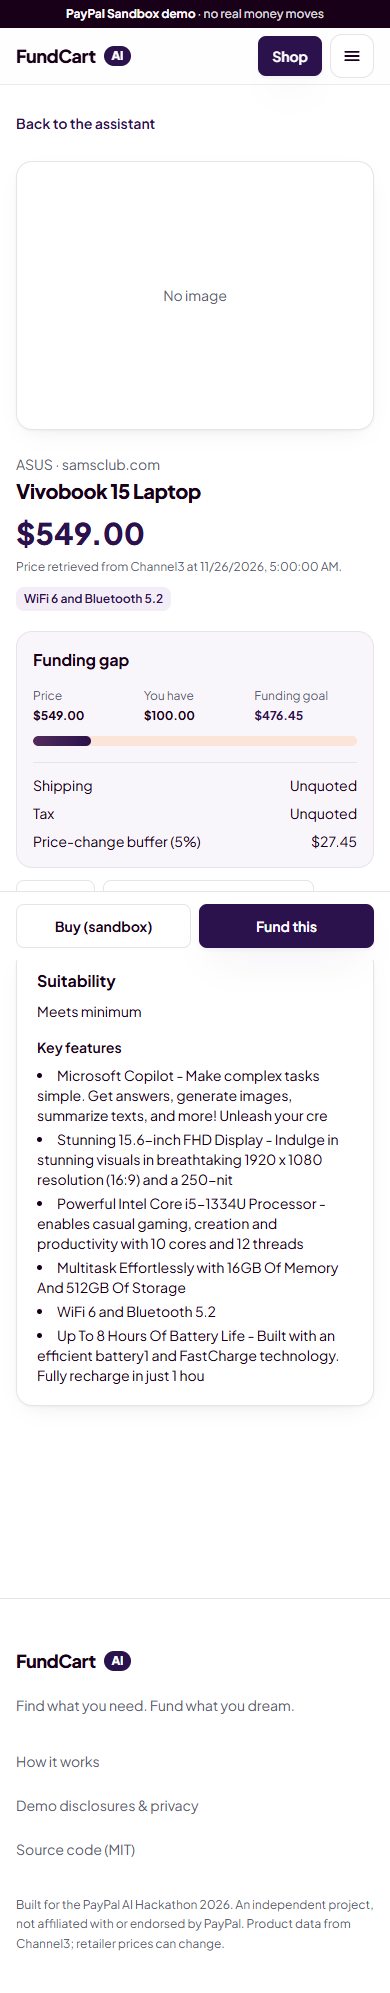 PayPal Sandbox demo · no real money moves
FundCart AI
Shop
Back to the assistant
No image
ASUS · samsclub.com
Vivobook 15 Laptop
$549.00
Price retrieved from Channel3 at 11/26/2026, 5:00:00 AM.
WiFi 6 and Bluetooth 5.2
Funding gap
Price You have Funding goal
$549.00 $100.00 $476.45
Shipping Unquoted
Tax Unquoted
Price-change buffer (5%) $27.45
Buy (sandbox) Fund this
Suitability
Meets minimum
Key features
• Microsoft Copilot - Make complex tasks
simple. Get answers, generate images,
summarize texts, and more! Unleash your cre
• Stunning 15.6-inch FHD Display - Indulge in
stunning visuals in breathtaking 1920 x 1080
resolution (16:9) and a 250-nit
• Powerful Intel Core i5-1334U Processor -
enables casual gaming, creation and
productivity with 10 cores and 12 threads
• Multitask Effortlessly with 16GB Of Memory
And 512GB Of Storage
• WiFi 6 and Bluetooth 5.2
• Up To 8 Hours Of Battery Life - Built with an
efficient battery1 and FastCharge technology.
Fully recharge in just 1 hou
FundCart AI
Find what you need. Fund what you dream.
How it works
Demo disclosures & privacy
Source code (MIT)
Built for the PayPal AI Hackathon 2026. An independent project,
not affiliated with or endorsed by PayPal. Product data from
Channel3; retailer prices can change.